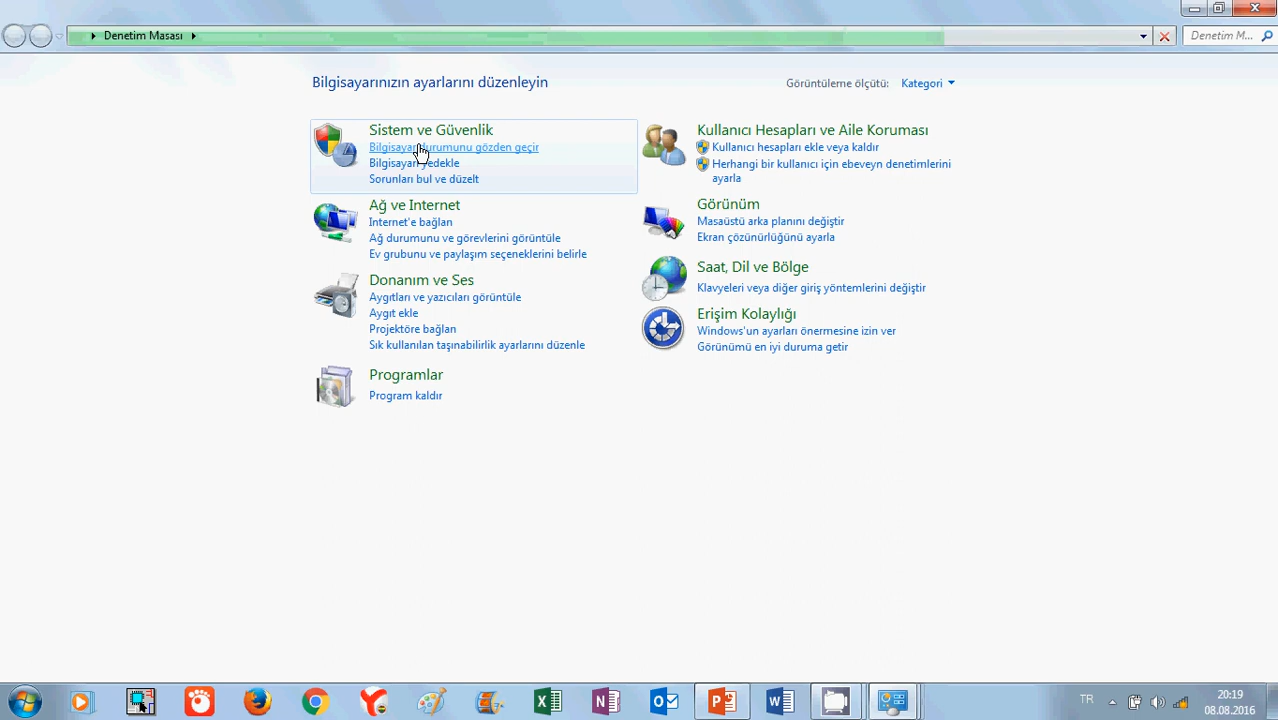 Denetim Masası
Denetim M...
Bilgisayarınızın ayarlarını düzenleyin
Görüntüleme ölçütü: Kategori
Sistem ve Güvenlik
Bilgisayar durumunu gözden geçir
Bilgisayarı yedekle
Sorunları bul ve düzelt
Ağ ve Internet
Internet'e bağlan
Ağ durumunu ve görevlerini görüntüle
Ev grubunu ve paylaşım seçeneklerini belirle
Donanım ve Ses
Aygıtları ve yazıcıları görüntüle
Aygıt ekle
Projektöre bağlan
Sık kullanılan taşınabilirlik ayarlarını düzenle
Programlar
Program kaldır
Kullanıcı Hesapları ve Aile Koruması
Kullanıcı hesapları ekle veya kaldır
Herhangi bir kullanıcı için ebeveyn denetimlerini
ayarla
Görünüm
Masaüstü arka planını değiştir
Ekran çözünürlüğünü ayarla
Saat, Dil ve Bölge
Klavyeleri veya diğer giriş yöntemlerini değiştir
Erişim Kolaylığı
Windows'un ayarları önermesine izin ver
Görünümü en iyi duruma getir
TR
20:19
08.08.2016